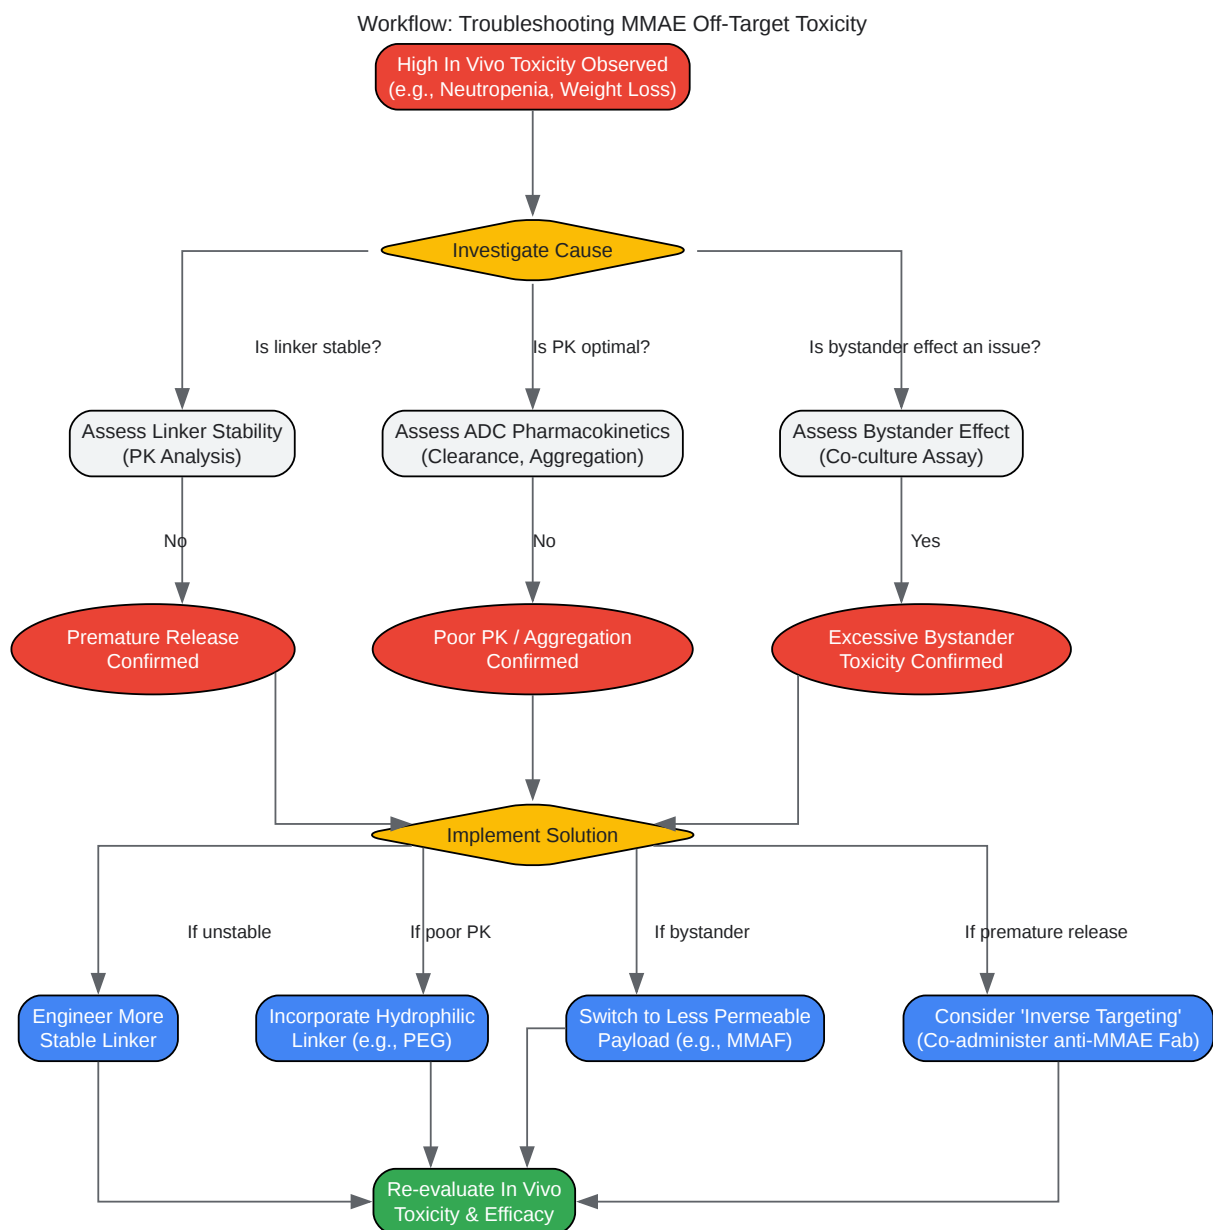 Workflow: Troubleshooting MMAE Off-Target Toxicity
High In Vivo Toxicity Observed
(e.g., Neutropenia, Weight Loss)
Investigate Cause
Is linker stable?
Is PK optimal?
Is bystander effect an issue?
Assess Linker Stability
(PK Analysis)
Assess ADC Pharmacokinetics
(Clearance, Aggregation)
Assess Bystander Effect
(Co-culture Assay)
No
No
Yes
Premature Release
Confirmed
Poor PK / Aggregation
Confirmed
Excessive Bystander
Toxicity Confirmed
Implement Solution
If unstable
If poor PK
If bystander
If premature release
Engineer More
Stable Linker
Incorporate Hydrophilic
Linker (e.g., PEG)
Switch to Less Permeable
Payload (e.g., MMAF)
Consider 'Inverse Targeting'
(Co-administer anti-MMAE Fab)
Re-evaluate In Vivo
Toxicity & Efficacy